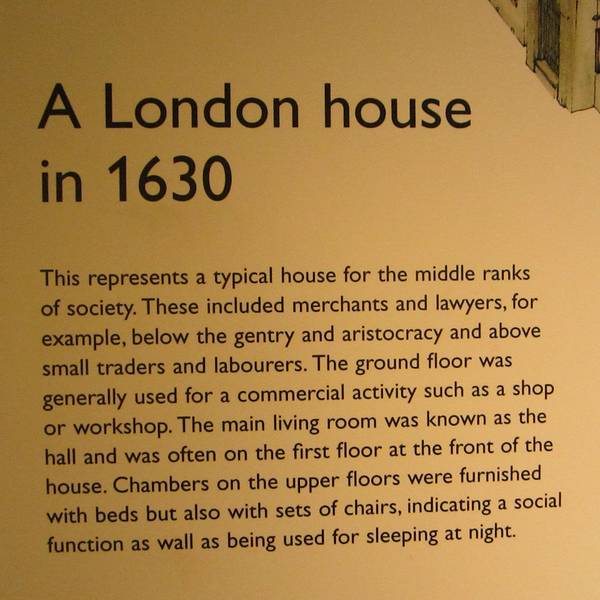 A London house
in 1630
This represents a typical house for the middle ranks
of society. These included merchants and lawyers, for
example, below the gentry and aristocracy and above
small traders and labourers. The ground floor was
generally used for a commercial activity such as a shop
or workshop. The main living room was known as the
hall and was often on the first floor at the front of the
house. Chambers on the upper floors were furnished
with beds but also with sets of chairs, indicating a social
function as wall as being used for sleeping at night.